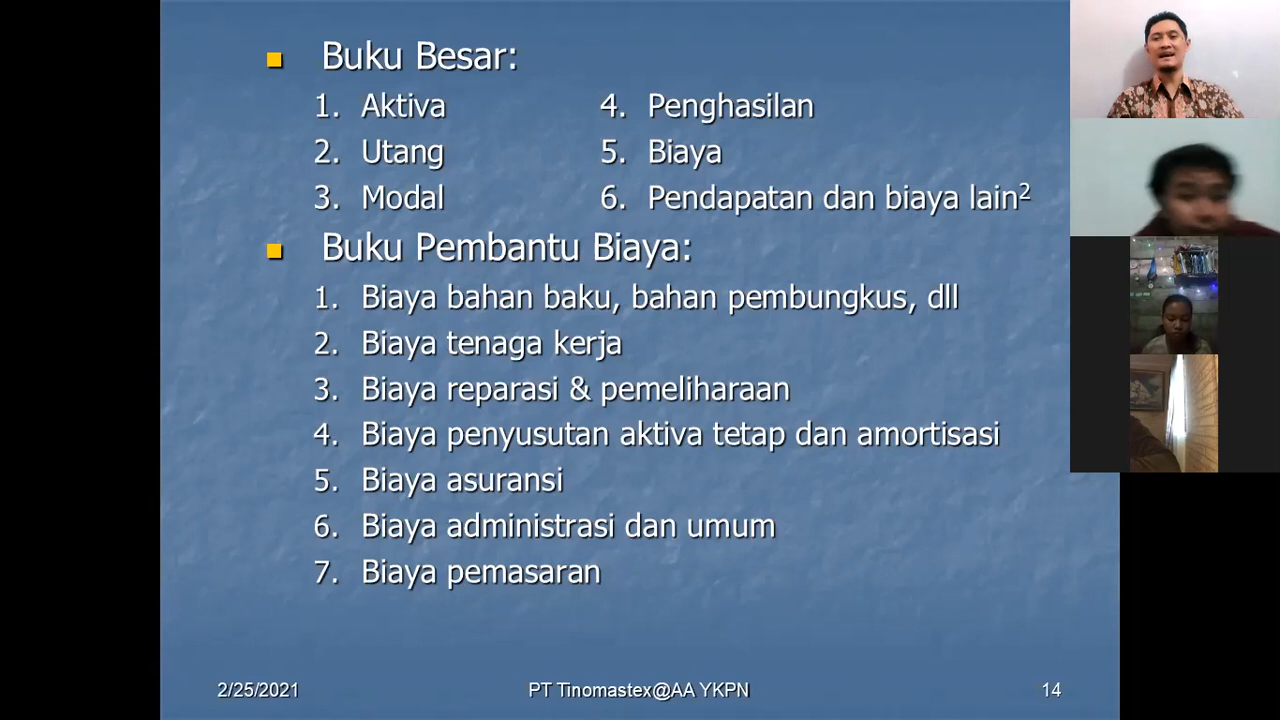 Buku Besar:
1. Aktiva 4. Penghasilan
2. Utang 5. Biaya
3. Modal 6. Pendapatan dan biaya lain²
Buku Pembantu Biaya:
1. Biaya bahan baku, bahan pembungkus, dll
2. Biaya tenaga kerja
3. Biaya reparasi & pemeliharaan
4. Biaya penyusutan aktiva tetap dan amortisasi
5. Biaya asuransi
6. Biaya administrasi dan umum
7. Biaya pemasaran
2/25/2021 PT Tinomastex@AA YKPN 14